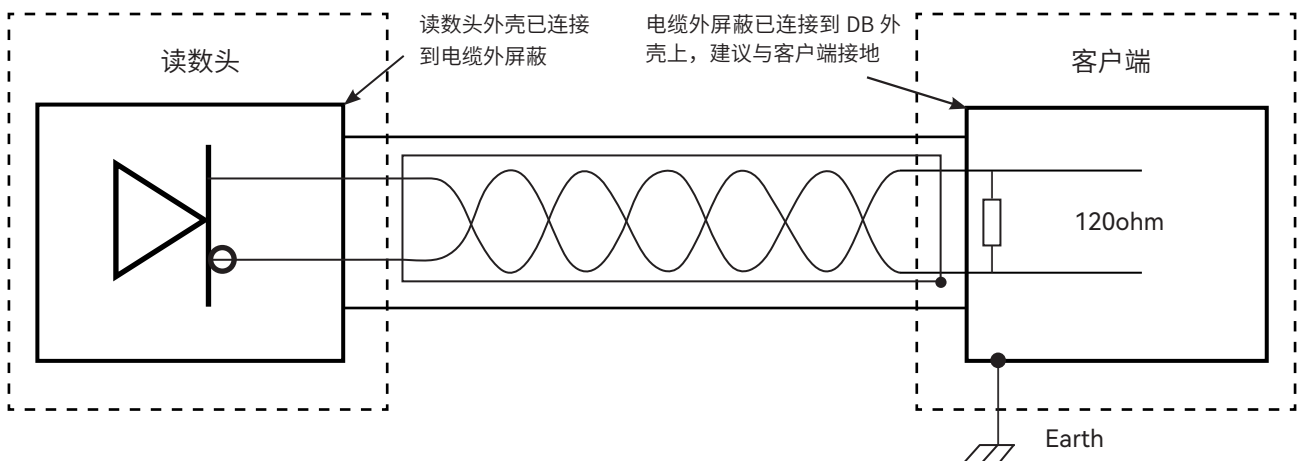 读数头
读数头外壳已连接
到电缆外屏蔽
电缆外屏蔽已连接到 DB 外
壳上，建议与客户端接地
客户端
120ohm
Earth